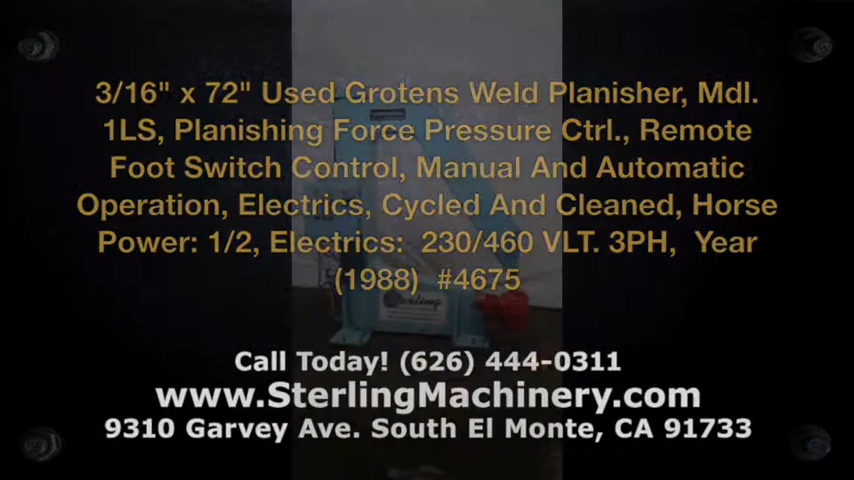 3/16" x 72" Used Grotens Weld Planisher, Mdl.
1LS, Planishing Force Pressure Ctrl., Remote
Foot Switch Control, Manual And Automatic
Operation, Electrics, Cycled And Cleaned, Horse
Power: 1/2, Electrics:  230/460 VLT. 3PH,  Year
(1988)  #4675
Sterling
Call Today! (626) 444-0311
www.SterlingMachinery.com
9310 Garvey Ave. South El Monte, CA 91733